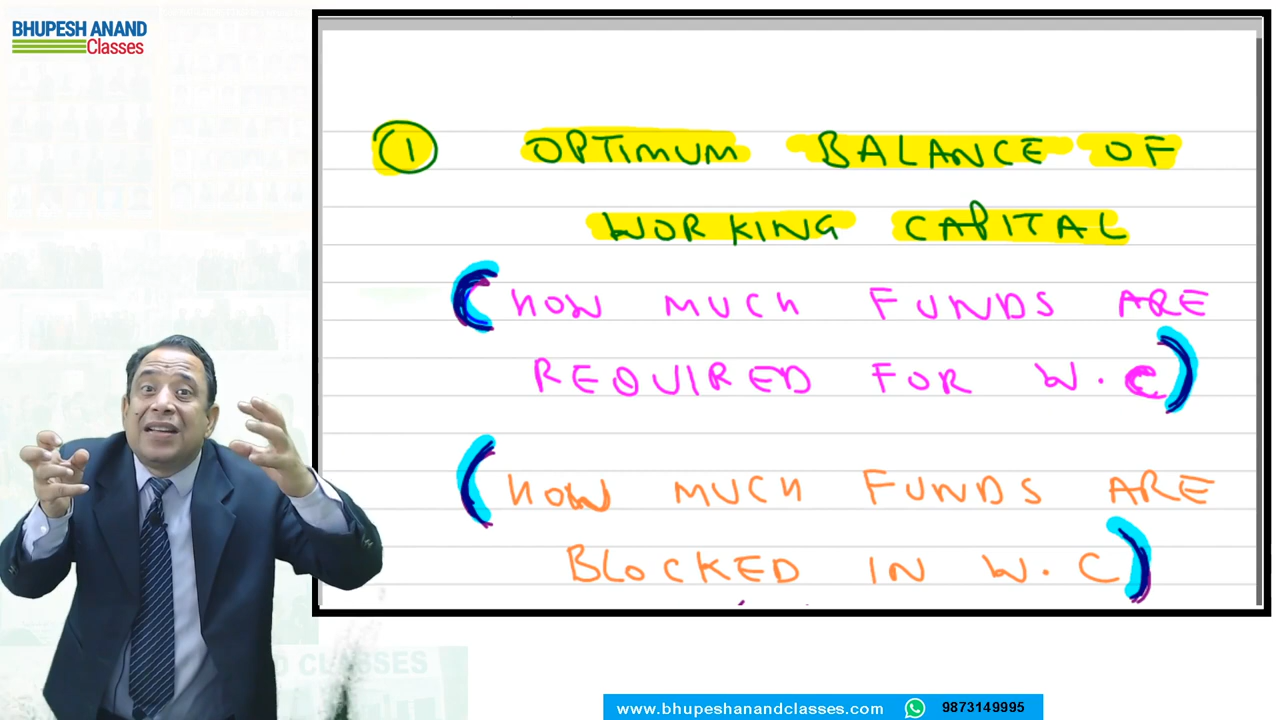 BHUPESH ANAND
Classes
① OPTIMUM BALANCE OF
WORKING CAPITAL
(HOW MUCH FUNDS ARE
REQUIRED FOR W.C)
(HOW MUCH FUNDS ARE
BLOCKED IN W.C)
D CLASSES
www.bhupeshanandclasses.com 9873149995